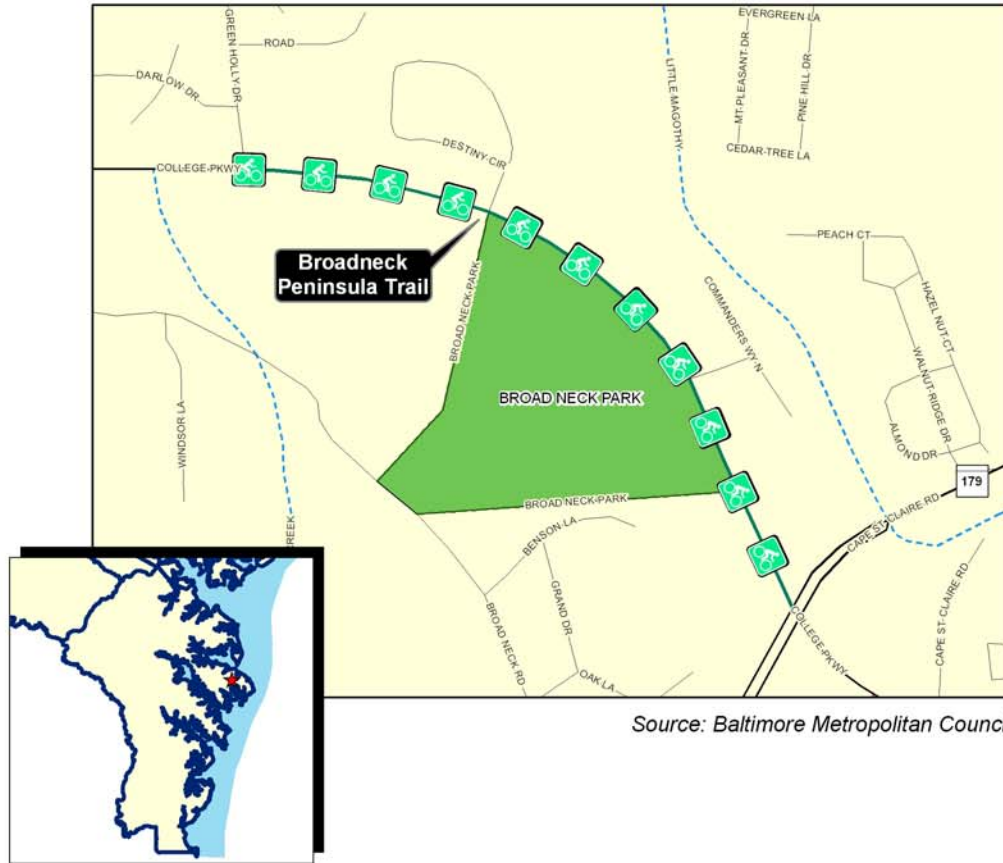 EVERGREEN LA
GREEN HOLLY DR
ROAD
LITTLE MAGOTHY
MT PLEASANT DR
PINE HILL DR
DARLOW DR
DESTINY CIR
CEDAR-TREE LA
COLLEGE-PKWY
PEACH CT
Broadneck
Peninsula Trail
BROAD NECK-PARK
COMMANDERS WY-N
HAZEL NUT-CT
WALNUT-RIDGE DR
BROAD NECK PARK
WINDSOR LA
ALMOND-DR
179
BROAD NECK-PARK
CAPE ST-CLAIRE RD
BENSON LA
CREEK
GRAND DR
BROAD NECK RD
OAK LA
COLLEGE-PKWY
CAPE ST-CLAIRE RD
Source: Baltimore Metropolitan Counc